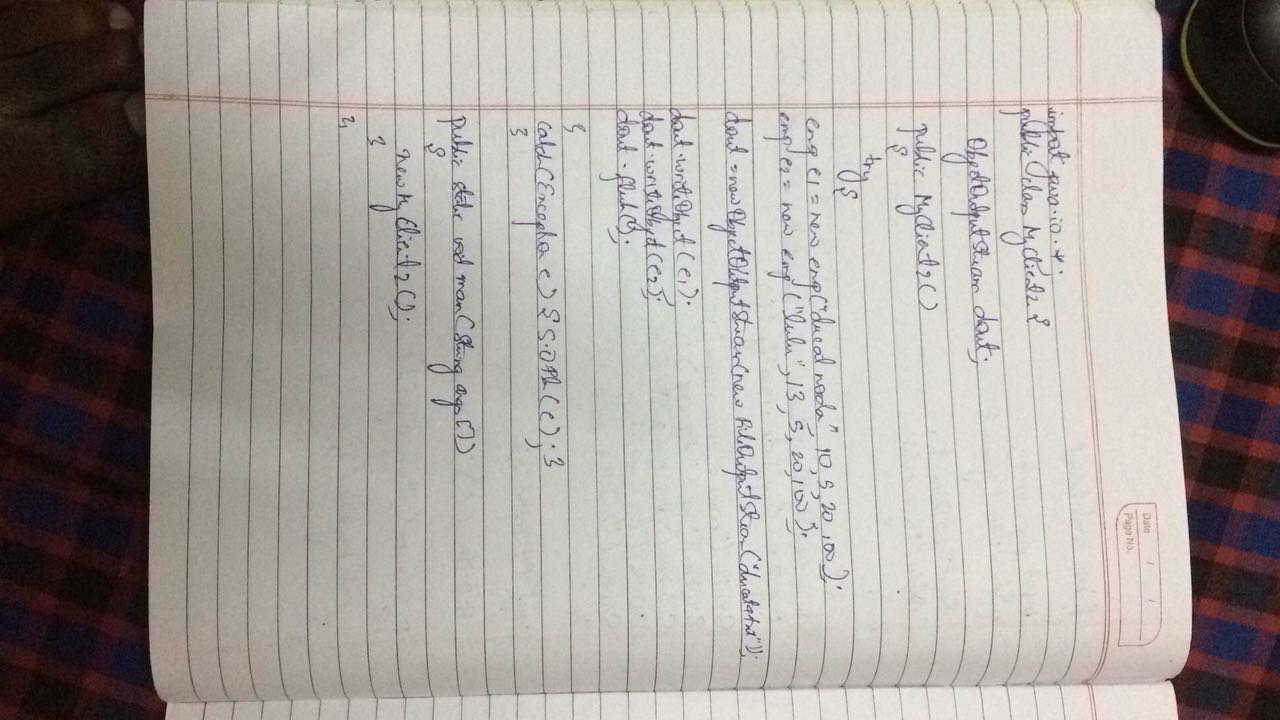 Date / /
Page No.
import java.io.*;
public class MyClient2 {
ObjectOutputStream dout;
public MyClient2()
{
try
{
emp e1 = new emp("ducat noida", 10, 5, 20, 100);
emp e2 = new emp("lulu", 13, 5, 20, 100);
dout = new ObjectOutputStream(new FileOutputStream("ducat.txt"));
dout.writeObject(e1);
dout.writeObject(e2);
dout.flush();
}
catch(Exception e) { S.O.Pln(e); }
}
public static void main(String args[])
{
new MyClient2();
}
}